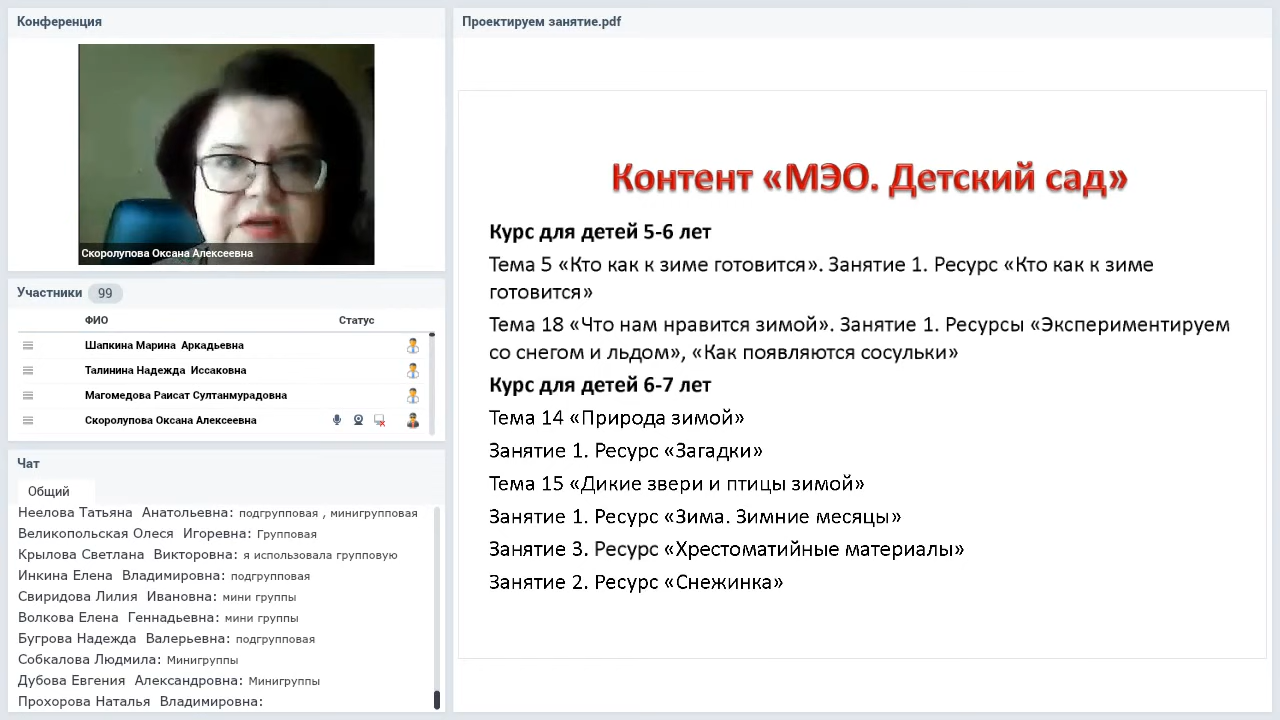 Конференция
Скоролупова Оксана Алексеевна
Участники 99
ФИО Статус
Шапкина Марина Аркадьевна
Талинина Надежда Иссаковна
Магомедова Раисат Султанмурадовна
Скоролупова Оксана Алексеевна
Чат
Общий
Неелова Татьяна Анатольевна: подгрупповая , минигрупповая
Великопольская Олеся Игоревна: Групповая
Крылова Светлана Викторовна: я использовала групповую
Инкина Елена Владимировна: подгрупповая
Свиридова Лилия Ивановна: мини группы
Волкова Елена Геннадьевна: мини группы
Бугрова Надежда Валерьевна: подгрупповая
Собкалова Людмила: Минигруппы
Дубова Евгения Александровна: Минигруппы
Прохорова Наталья Владимировна:
Проектируем занятие.pdf
Контент «МЭО. Детский сад»
Курс для детей 5-6 лет
Тема 5 «Кто как к зиме готовится». Занятие 1. Ресурс «Кто как к зиме
готовится»
Тема 18 «Что нам нравится зимой». Занятие 1. Ресурсы «Экспериментируем
со снегом и льдом», «Как появляются сосульки»
Курс для детей 6-7 лет
Тема 14 «Природа зимой»
Занятие 1. Ресурс «Загадки»
Тема 15 «Дикие звери и птицы зимой»
Занятие 1. Ресурс «Зима. Зимние месяцы»
Занятие 3. Ресурс «Хрестоматийные материалы»
Занятие 2. Ресурс «Снежинка»